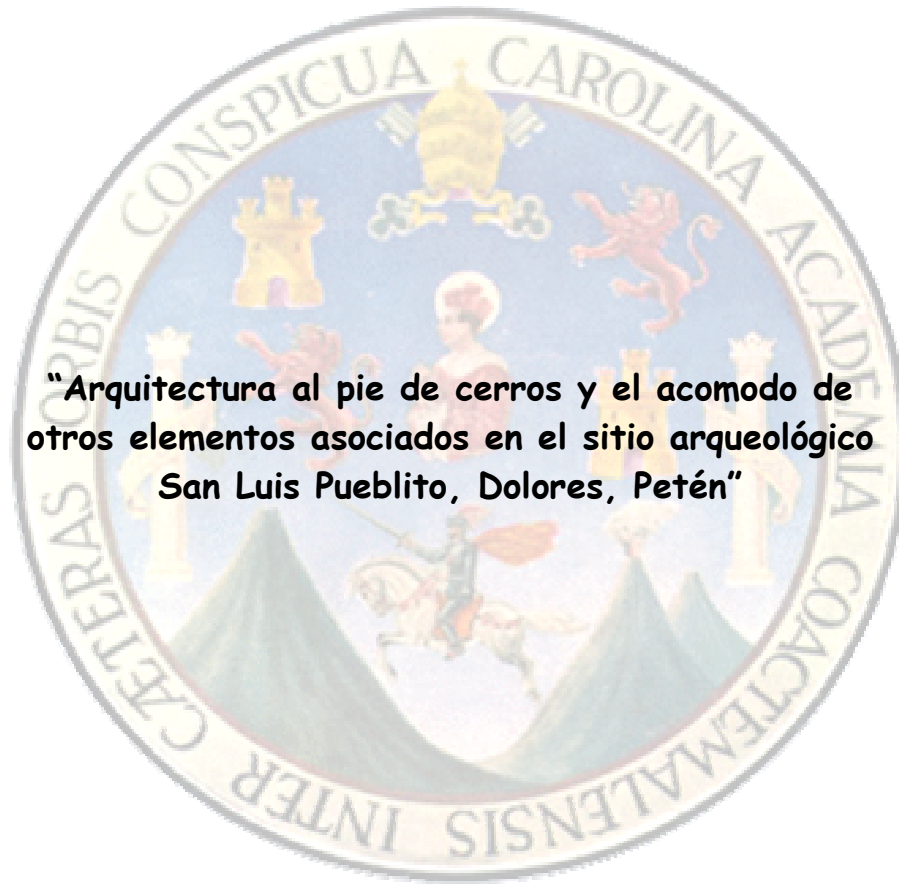 CAROLINA ACADEMIA COACTEMALENSIS INTER CÆTERAS ORBIS CONSPICUA
“Arquitectura al pie de cerros y el acomodo de
otros elementos asociados en el sitio arqueológico
San Luis Pueblito, Dolores, Petén”